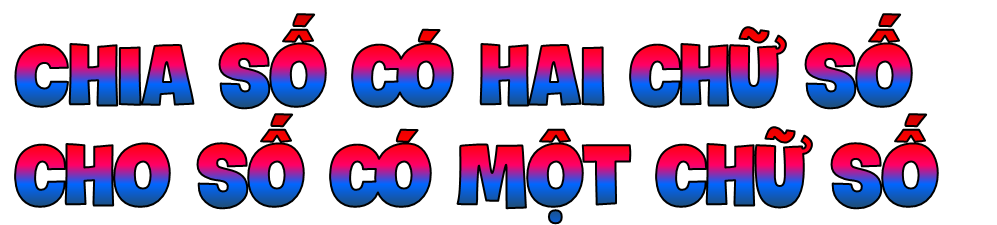 CHIA SỐ CÓ HAI CHỮ SỐ
CHO SỐ CÓ MỘT CHỮ SỐ